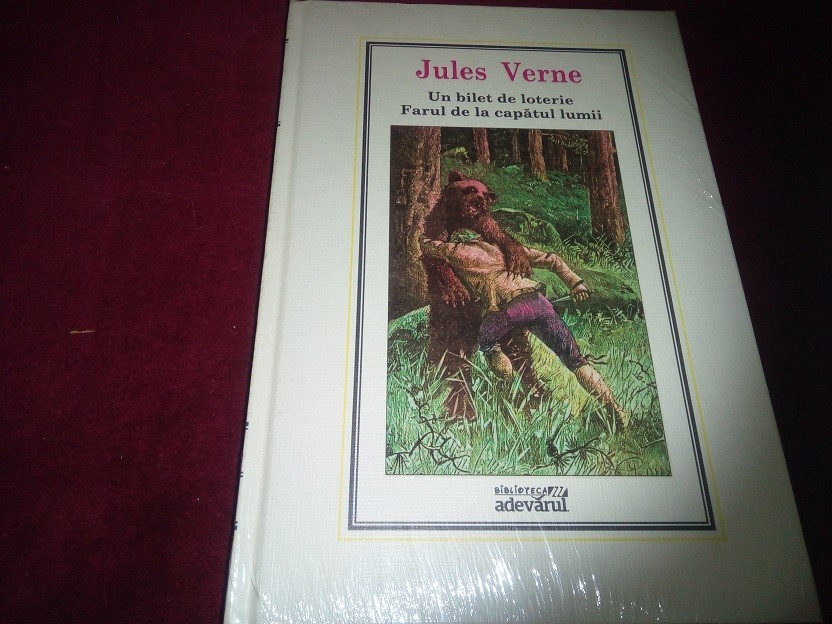 Jules Verne
Un bilet de loterie
Farul de la capătul lumii
BIBLIOTECA
adevărul